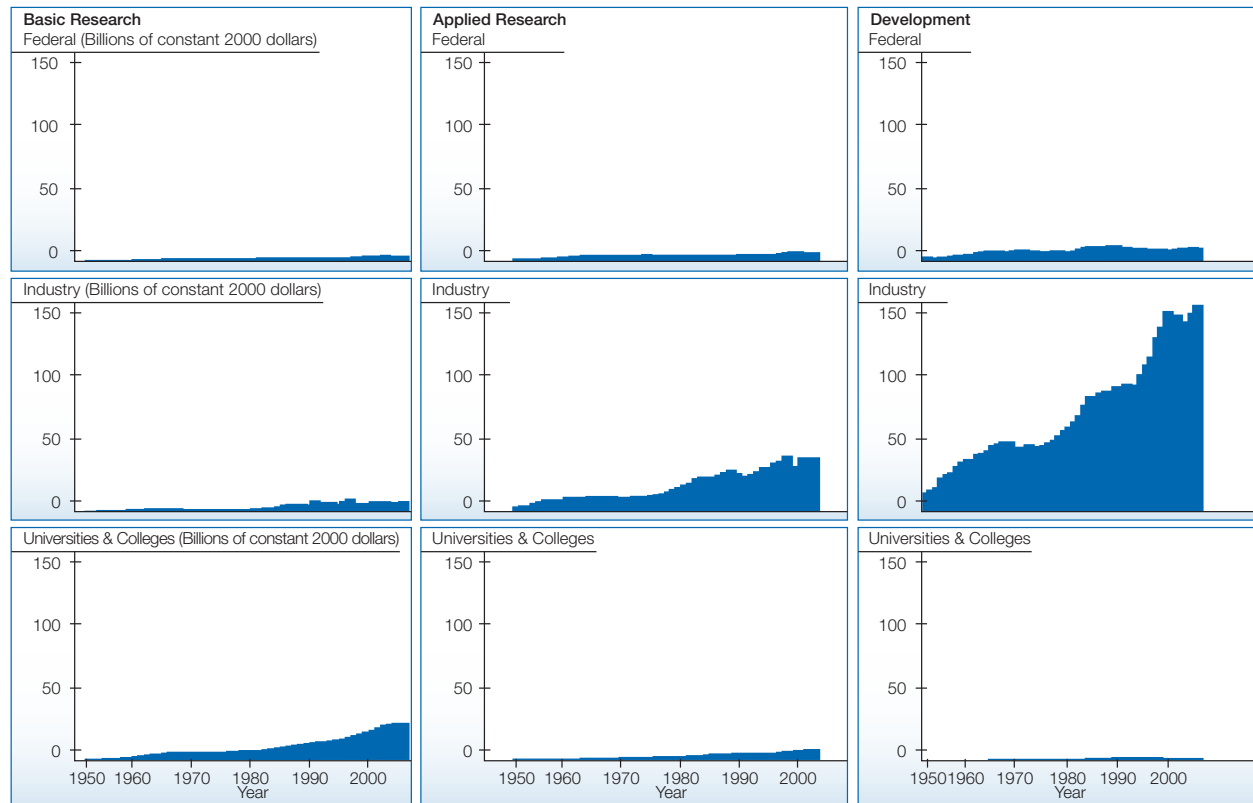 Basic Research
Federal (Billions of constant 2000 dollars)
150
100
50
0
Applied Research
Federal
150
100
50
0
Development
Federal
150
100
50
0
Industry (Billions of constant 2000 dollars)
150
100
50
0
Industry
150
100
50
0
Industry
150
100
50
0
Universities & Colleges (Billions of constant 2000 dollars)
150
100
50
0
1950 1960 1970 1980 1990 2000
Year
Universities & Colleges
150
100
50
0
1950 1960 1970 1980 1990 2000
Year
Universities & Colleges
150
100
50
0
1950 1960 1970 1980 1990 2000
Year